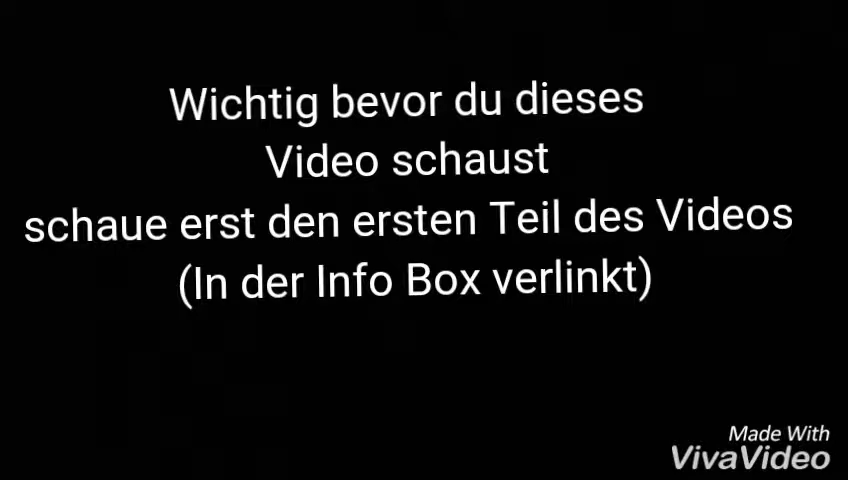 Wichtig bevor du dieses
Video schaust
schaue erst den ersten Teil des Videos
(In der Info Box verlinkt)
Made With
VivaVideo